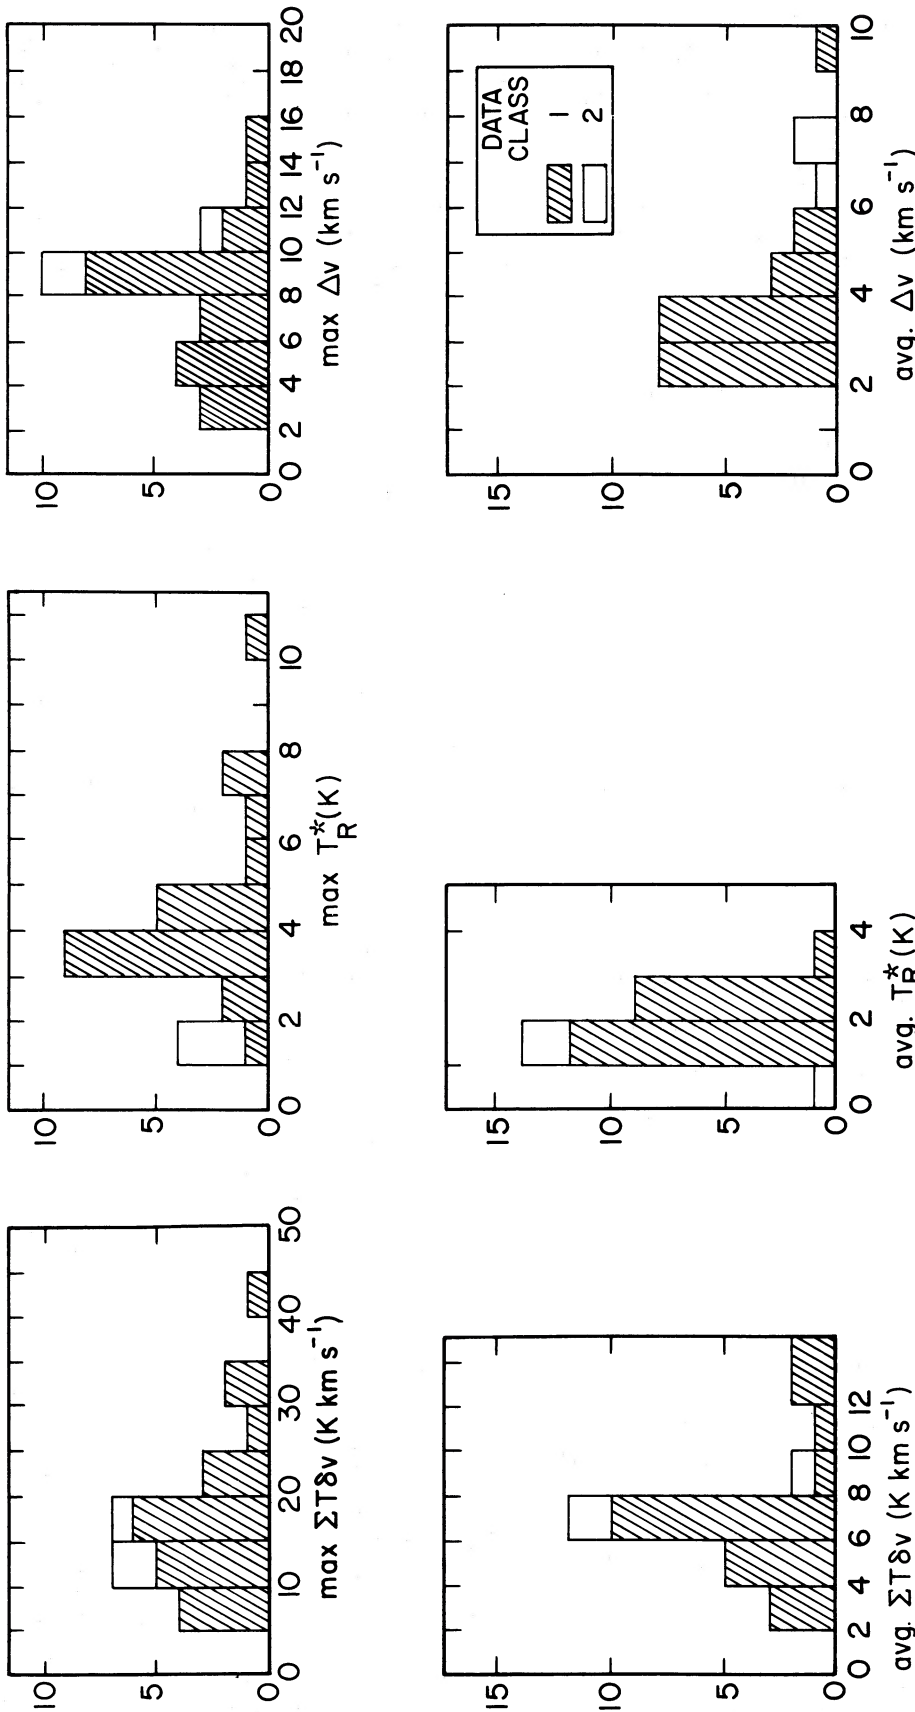 10
5
0
0 10 20 30 40 50
max ΣTδv (K km s⁻¹)
10
5
0
0 2 4 6 8 10
max T*R (K)
10
5
0
0 2 4 6 8 10 12 14 16 18 20
max Δv (km s⁻¹)
15
10
5
0
0 2 4 6 8 10 12
avg. ΣTδv (K km s⁻¹)
15
10
5
0
0 2 4
avg. T*R (K)
15
10
5
0
0 2 4 6 8 10
avg. Δv (km s⁻¹)
DATA
CLASS
1
2